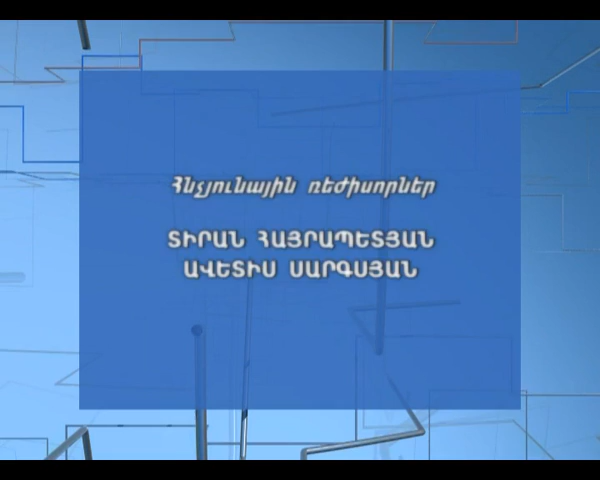 Հնչյունային ռեժիսորներ
ՏԻՐԱՆ ՀԱՅՐԱՊԵՏՅԱՆ
ԱՎԵՏԻՍ ՍԱՐԳՍՅԱՆ